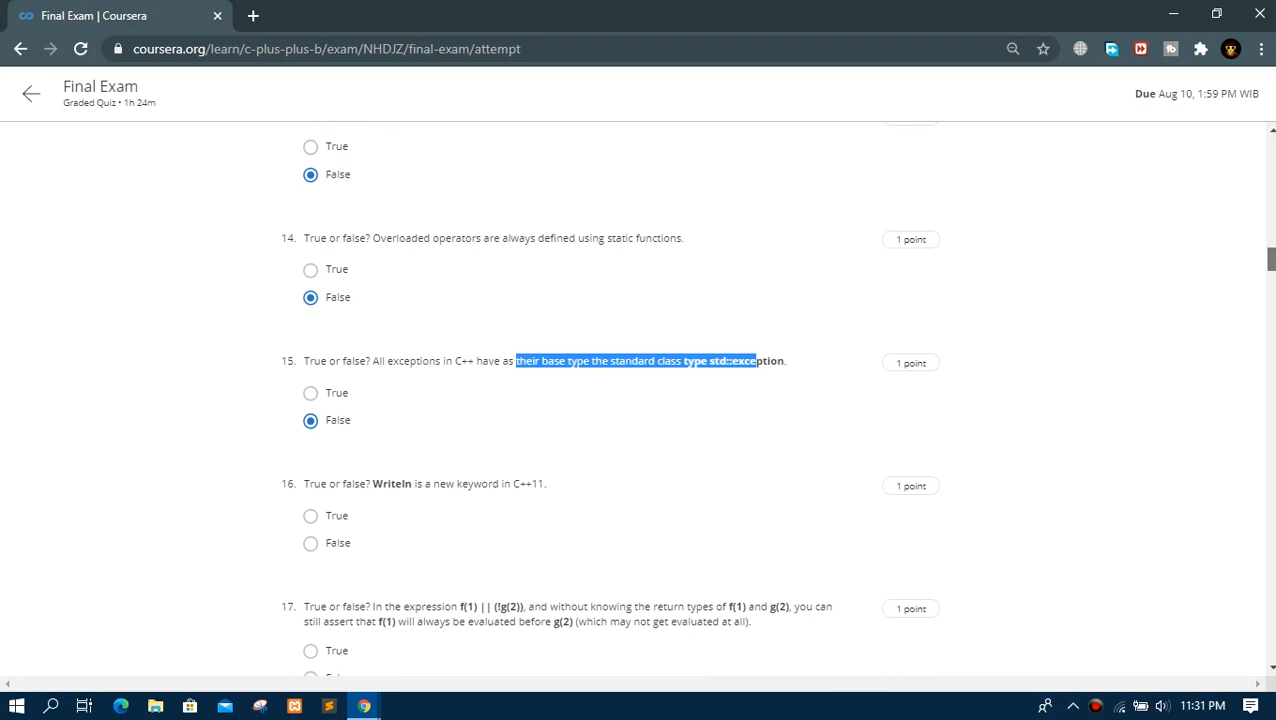 Final Exam | Coursera
coursera.org/learn/c-plus-plus-b/exam/NHDJZ/final-exam/attempt
Final Exam
Graded Quiz • 1h 24m
Due Aug 10, 1:59 PM WIB
True
False
14. True or false? Overloaded operators are always defined using static functions.
1 point
True
False
15. True or false? All exceptions in C++ have as their base type the standard class type std::exception.
1 point
True
False
16. True or false? Writeln is a new keyword in C++11.
1 point
True
False
17. True or false? In the expression f(1) || (!g(2)), and without knowing the return types of f(1) and g(2), you can
1 point
still assert that f(1) will always be evaluated before g(2) (which may not get evaluated at all).
True
11:31 PM